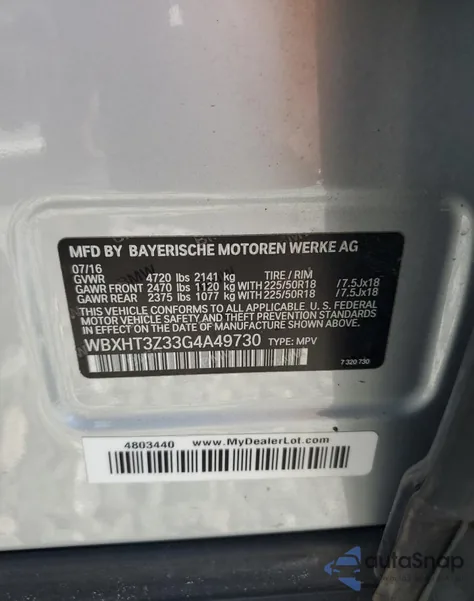 MFD BY BAYERISCHE MOTOREN WERKE AG
07/16
GVWR 4720 lbs 2141 kg TIRE / RIM
GAWR FRONT 2470 lbs 1120 kg WITH 225/50R18 /7.5Jx18
GAWR REAR 2375 lbs 1077 kg WITH 225/50R18 /7.5Jx18
THIS VEHICLE CONFORMS TO ALL APPLICABLE U. S. FEDERAL
MOTOR VEHICLE SAFETY, BUMPER, AND THEFT PREVENTION
STANDARDS IN EFFECT ON THE DATE OF MANUFACTURE SHOWN ABOVE.
WBXHT3Z33G4A49730 TYPE: MPV
7 320 730
4803440 www.MyDealerLot.com
autoSnap